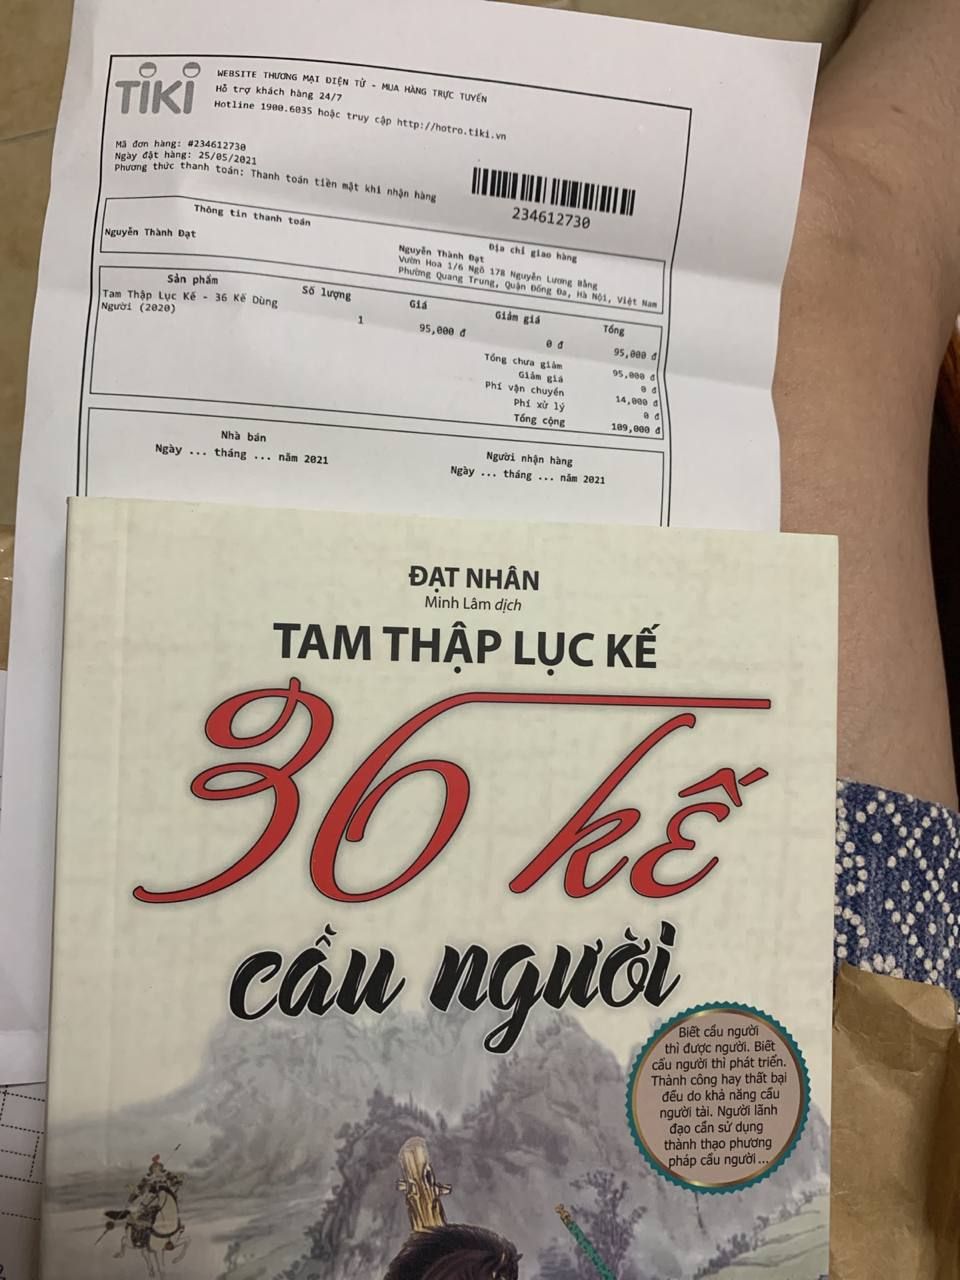 TiKi
WEBSITE THƯƠNG MẠI ĐIỆN TỬ - MUA HÀNG TRỰC TUYẾN
Hỗ trợ khách hàng 24/7
Hotline 1900.6035 hoặc truy cập http://hotro.tiki.vn
Mã đơn hàng: #234612730
Ngày đặt hàng: 25/05/2021
Phương thức thanh toán: Thanh toán tiền mặt khi nhận hàng
234612730
Thông tin thanh toán
Địa chỉ giao hàng
Nguyễn Thành Đạt
Nguyễn Thành Đạt
Vườn Hoa 1/6 Ngõ 178 Nguyễn Lương Bằng
Phường Quang Trung, Quận Đống Đa, Hà Nội, Việt Nam
Sản phẩm Số lượng Giá Giảm giá Tổng
Tam Thập Lục Kế - 36 Kế Dùng
Người (2020) 1 95,000 đ 0 đ 95,000 đ
Tổng chưa giảm 95,000 đ
Giảm giá 0 đ
Phí vận chuyển 14,000 đ
Phí xử lý 0 đ
Tổng cộng 109,000 đ
Nhà bán Người nhận hàng
Ngày ... tháng ... năm 2021 Ngày ... tháng ... năm 2021
ĐẠT NHÂN
Minh Lâm dịch
TAM THẬP LỤC KẾ
36 kế
cầu người
Biết cầu người
thì được người. Biết
cầu người thì phát triển.
Thành công hay thất bại
đều do khả năng cầu
người tài. Người lãnh
đạo cần sử dụng
thành thạo phương
pháp cầu người ...